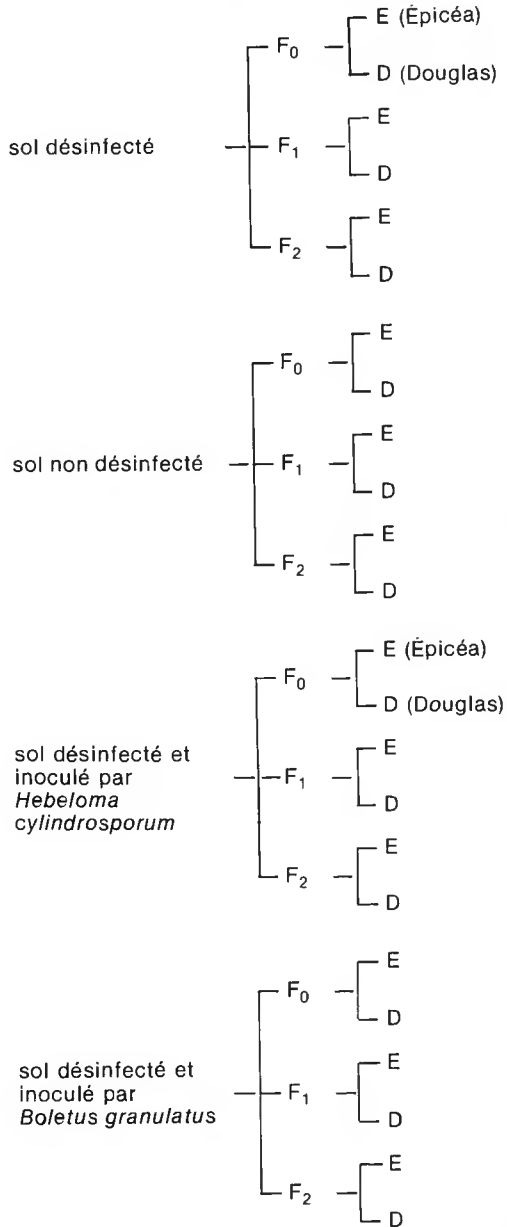 E (Épicéa)
F₀
D (Douglas)
E
sol désinfecté
F₁
D
E
F₂
D
E
F₀
D
E
sol non désinfecté
F₁
D
E
F₂
D
E (Épicéa)
F₀
D (Douglas)
sol désinfecté et
inoculé par
Hebeloma
cylindrosporum
E
F₁
D
E
F₂
D
E
F₀
D
sol désinfecté et
inoculé par
Boletus granulatus
E
F₁
D
E
F₂
D